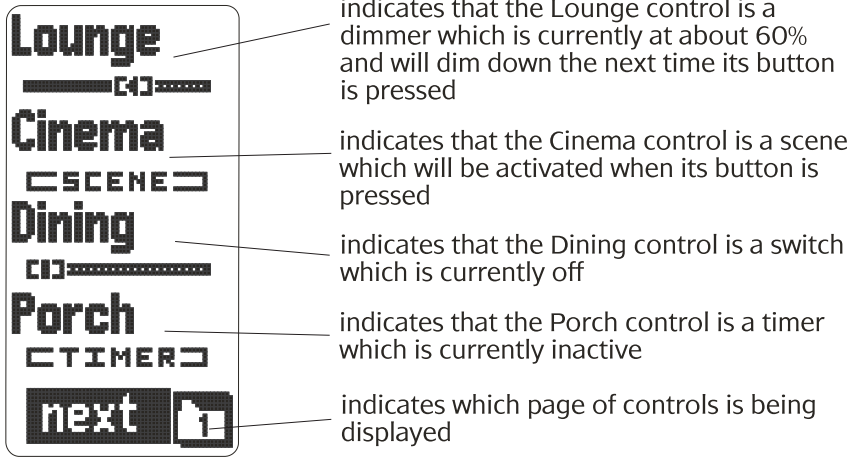 Lounge
indicates that the Lounge control is a
dimmer which is currently at about 60%
and will dim down the next time its button
is pressed
Cinema
SCENE
indicates that the Cinema control is a scene
which will be activated when its button is
pressed
Dining
indicates that the Dining control is a switch
which is currently off
Porch
TIMER
indicates that the Porch control is a timer
which is currently inactive
next 1
indicates which page of controls is being
displayed